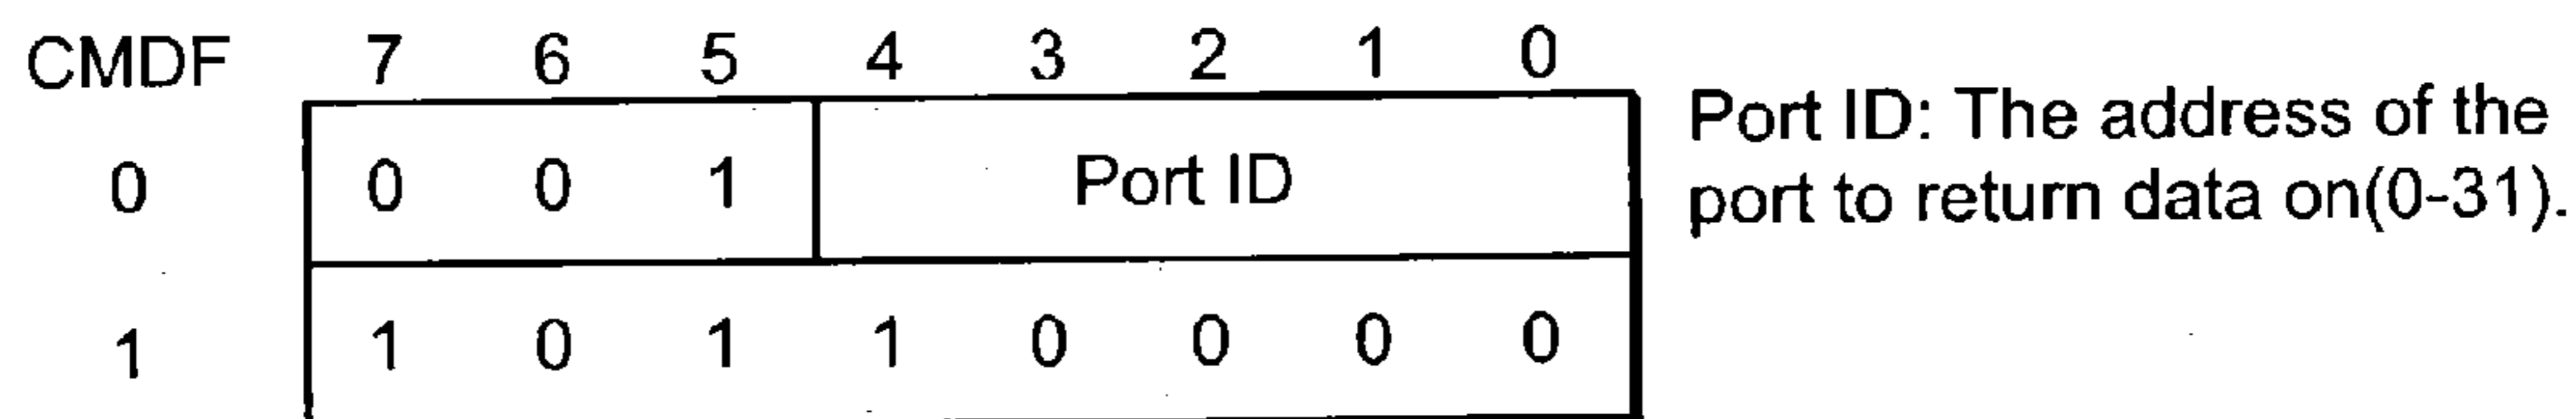 CMDF 7 6 5 4 3 2 1 0
0 0 0 1 Port ID
1 1 0 1 1 0 0 0 0
Port ID: The address of the
port to return data on(0-31).